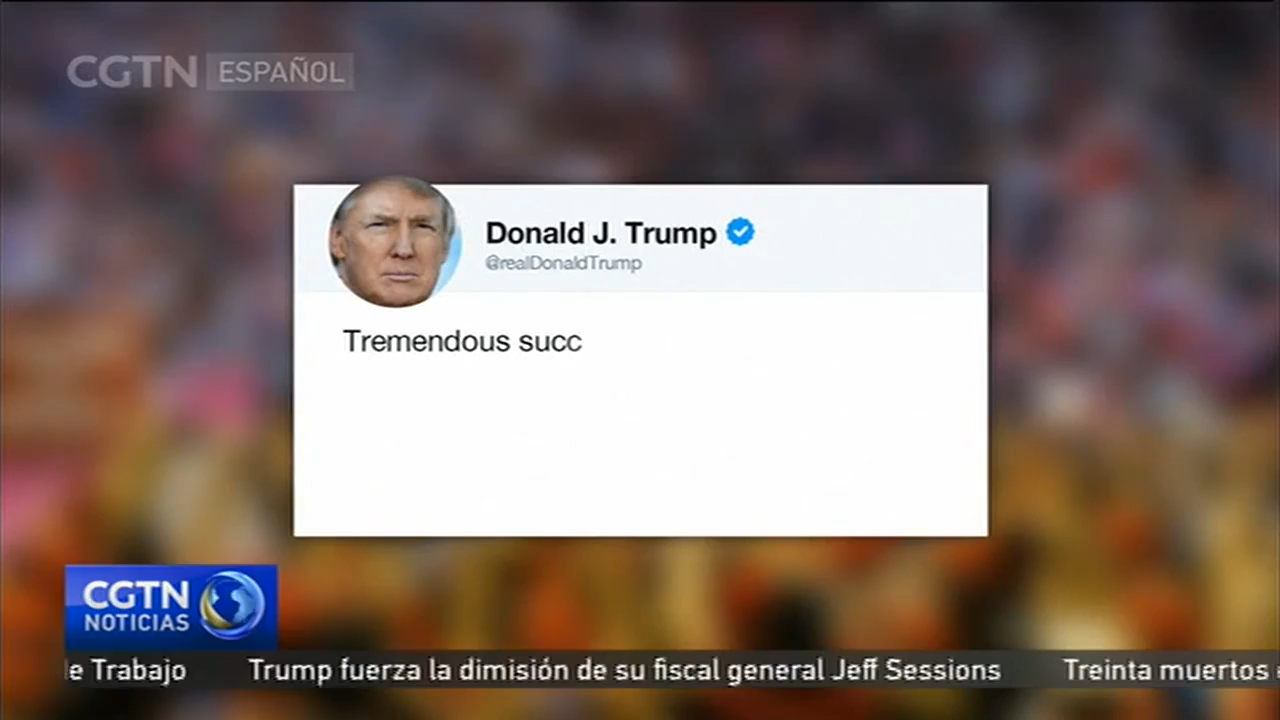 CGTN ESPAÑOL
Donald J. Trump
@realDonaldTrump
Tremendous succ
CGTN
NOTICIAS
de Trabajo Trump fuerza la dimisión de su fiscal general Jeff Sessions Treinta muertos